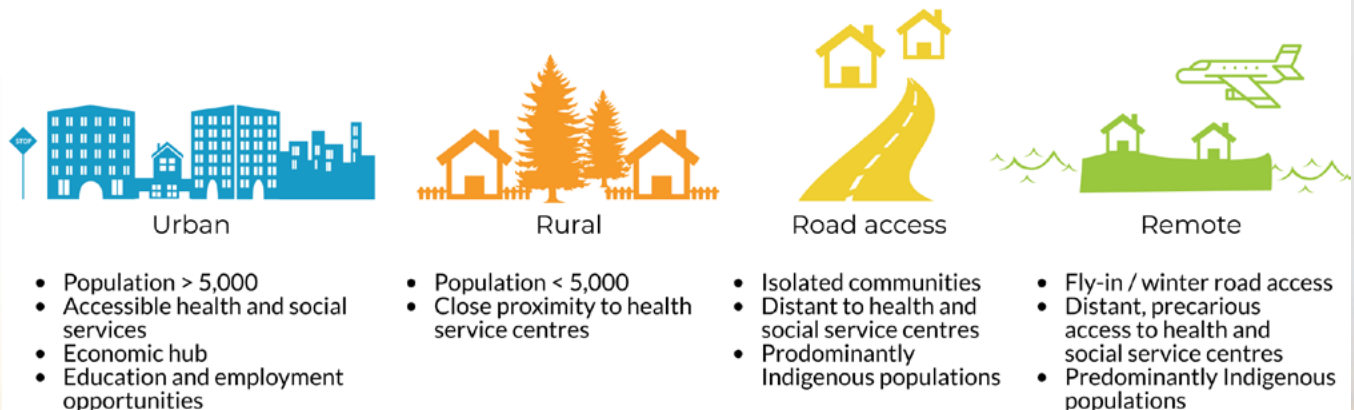 STOP
Urban
• Population > 5,000
• Accessible health and social
services
• Economic hub
• Education and employment
opportunities
Rural
• Population < 5,000
• Close proximity to health
service centres
Road access
• Isolated communities
• Distant to health and
social service centres
• Prodominantly
Indigenous populations
Remote
• Fly-in / winter road access
• Distant, precarious
access to health and
social service centres
• Predominantly Indigenous
populations